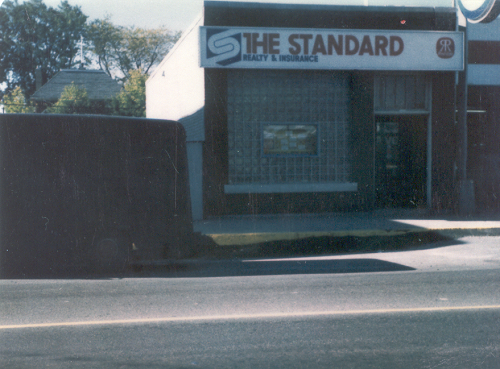 THE STANDARD
REALTY & INSURANCE